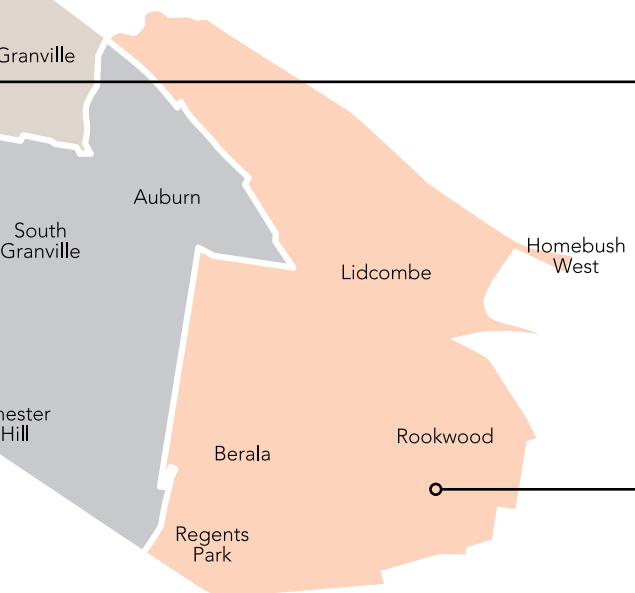 Granville
Auburn
South
Granville
Homebush
West
Lidcombe
hester
Hill
Rookwood
Berala
Regents
Park